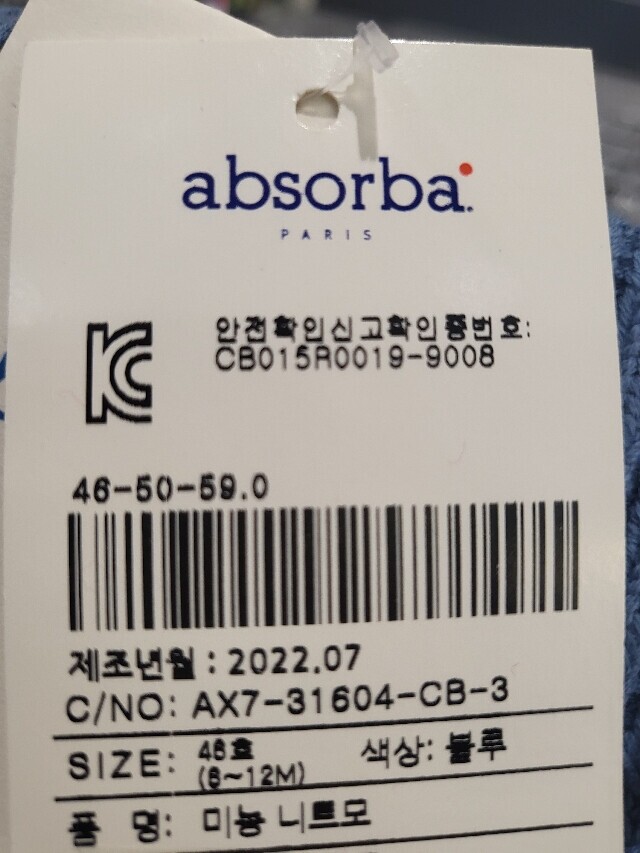 absorba
PARIS
안전확인신고확인증번호:
CB015R0019-9008
46-50-59.0
제조년월 : 2022.07
C/NO: AX7-31604-CB-3
SIZE: 46호 색상: 블루
(6~12M)
품 명: 미뇽 니트모